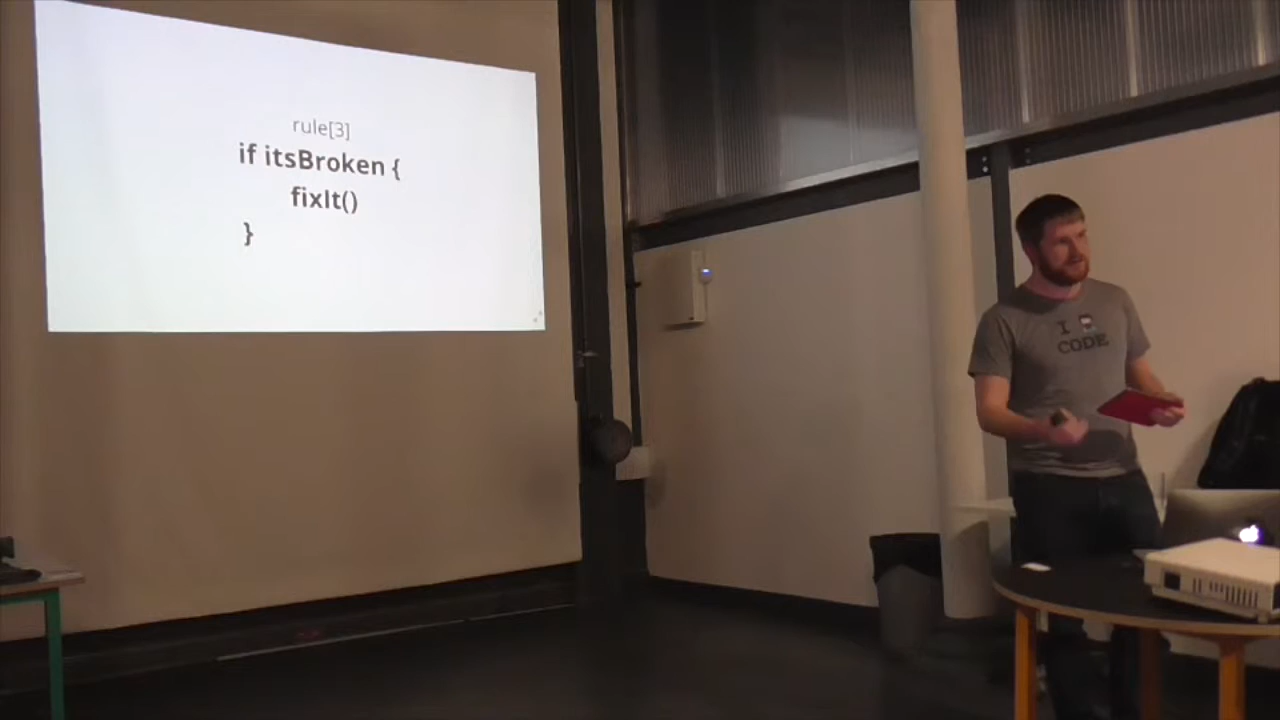 rule[3]
if itsBroken {
fixIt()
}
I
CODE